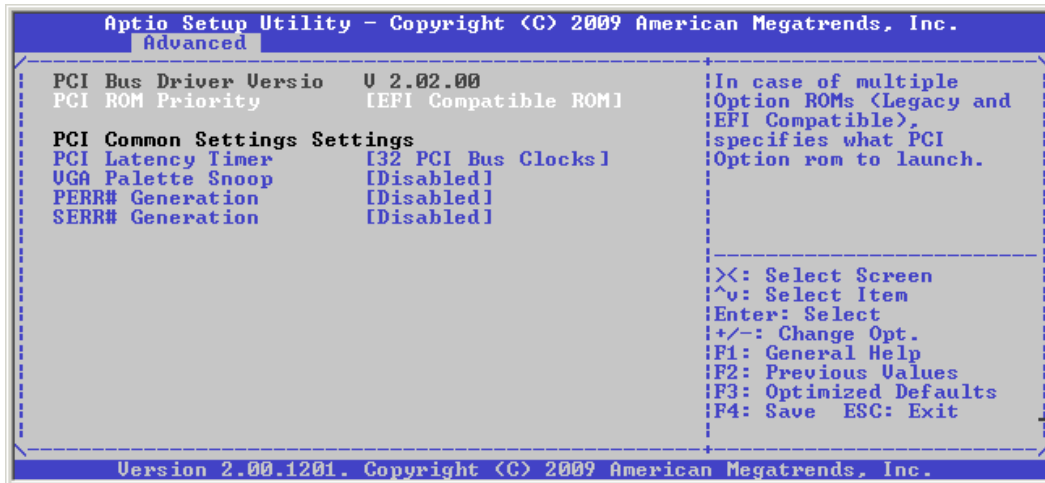 Aptio Setup Utility - Copyright (C) 2009 American Megatrends, Inc.
Advanced
PCI Bus Driver Versio V 2.02.00
PCI ROM Priority [EFI Compatible ROM]
PCI Common Settings Settings
PCI Latency Timer [32 PCI Bus Clocks]
VGA Palette Snoop [Disabled]
PERR# Generation [Disabled]
SERR# Generation [Disabled]
In case of multiple
Option ROMs (Legacy and
EFI Compatible),
specifies what PCI
Option rom to launch.
><: Select Screen
^v: Select Item
Enter: Select
+/-: Change Opt.
F1: General Help
F2: Previous Values
F3: Optimized Defaults
F4: Save ESC: Exit
Version 2.00.1201. Copyright (C) 2009 American Megatrends, Inc.